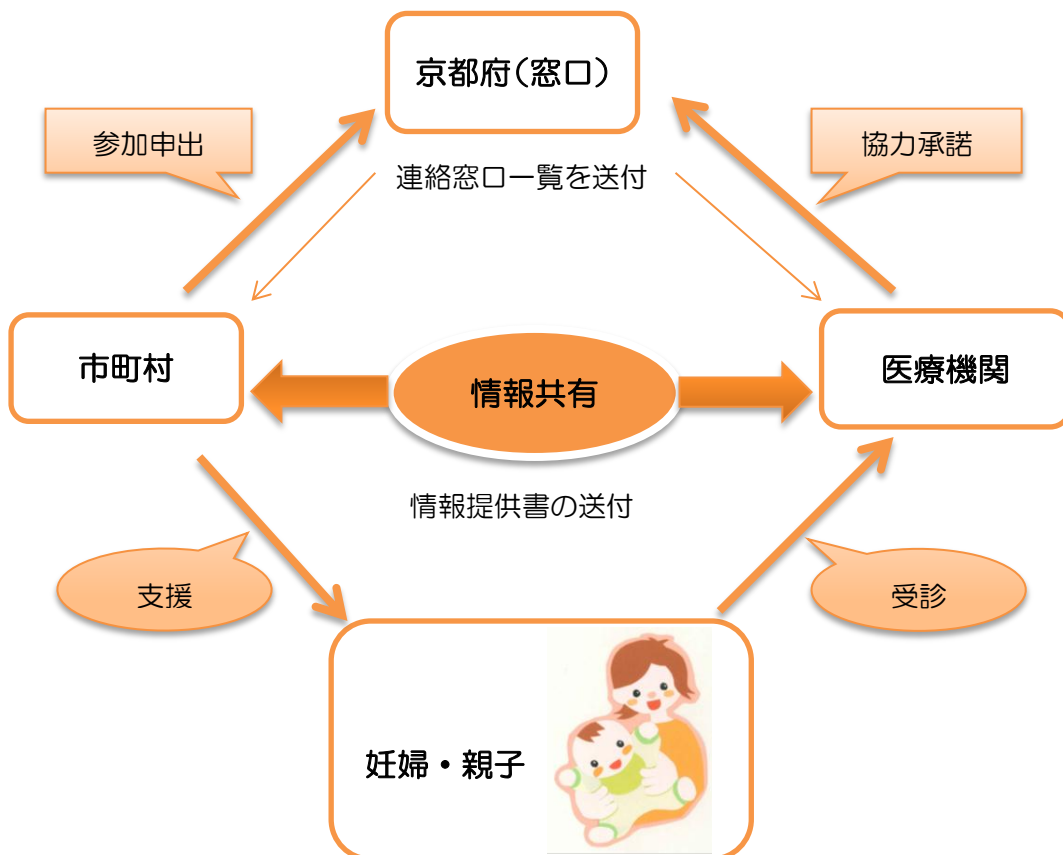 京都府（窓口）
参加申出
協力承諾
連絡窓口一覧を送付
市町村
情報共有
医療機関
情報提供書の送付
支援
受診
妊婦・親子